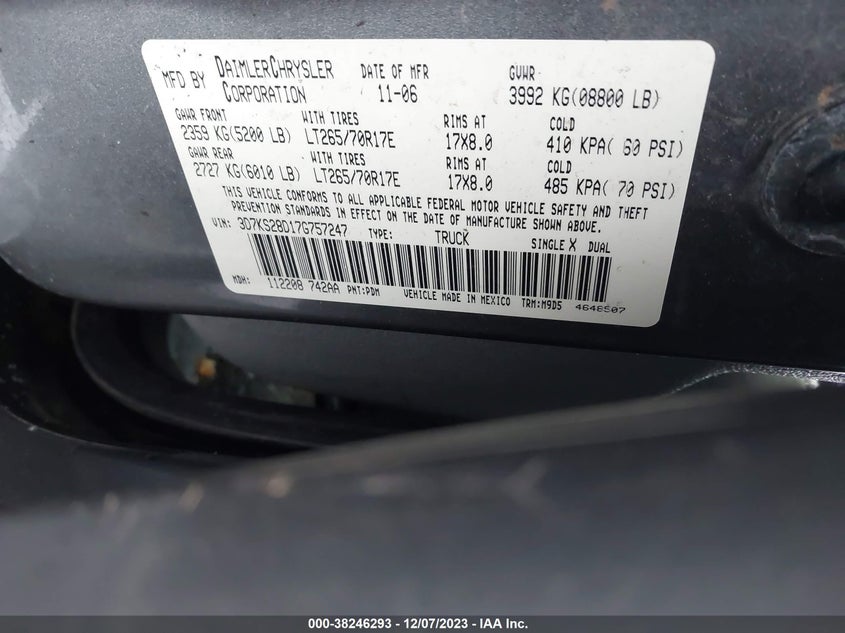 MFD BY DAIMLERCHRYSLER CORPORATION DATE OF MFR 11-06 GVWR 3992 KG(08800 LB)
GAWR FRONT WITH TIRES RIMS AT COLD
2359 KG(5200 LB) LT265/70R17E 17X8.0 410 KPA( 60 PSI)
GAWR REAR WITH TIRES RIMS AT COLD
2727 KG(6010 LB) LT265/70R17E 17X8.0 485 KPA( 70 PSI)
THIS VEHICLE CONFORMS TO ALL APPLICABLE FEDERAL MOTOR VEHICLE SAFETY AND THEFT
PREVENTION STANDARDS IN EFFECT ON THE DATE OF MANUFACTURE SHOWN ABOVE.
VIN: 3D7KS28D17G757247 TYPE: TRUCK SINGLE X DUAL
MDH: 112208 742AA PNT:PDM VEHICLE MADE IN MEXICO TRM:M9D5 4648507
000-38246293 - 12/07/2023 - IAA Inc.